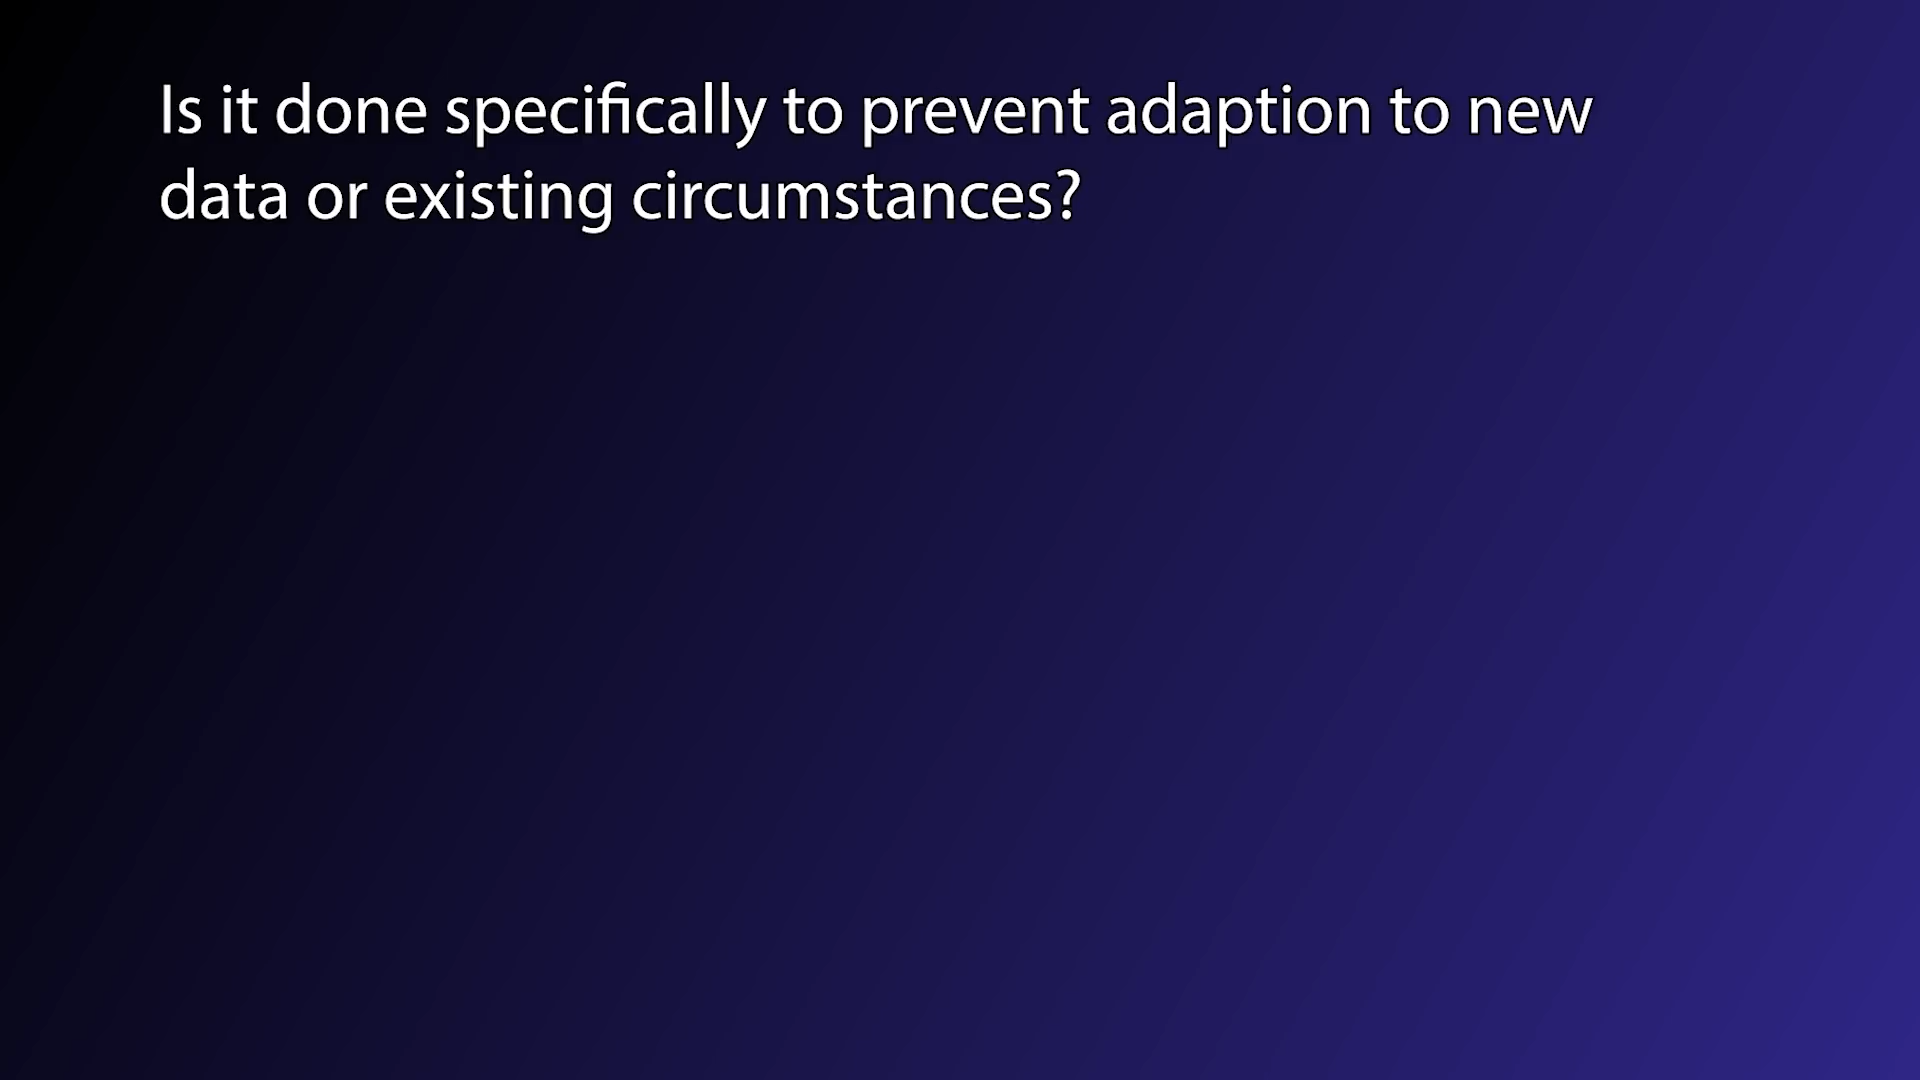 Is it done specifically to prevent adaption to new
data or existing circumstances?